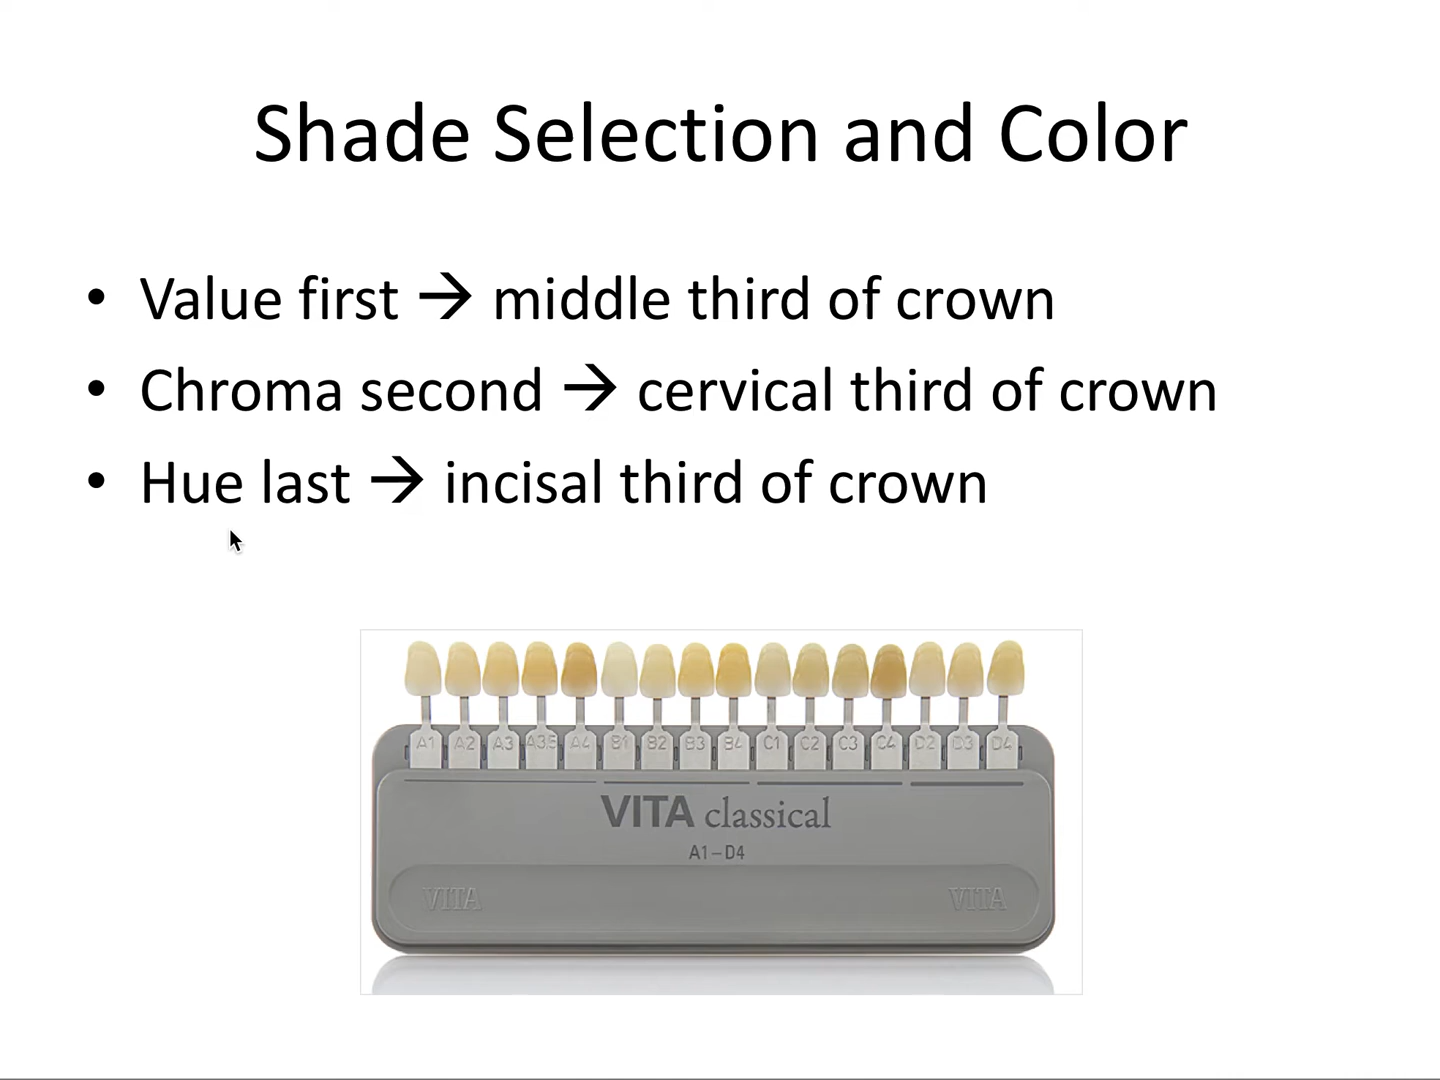 Shade Selection and Color
• Value first → middle third of crown
• Chroma second → cervical third of crown
• Hue last → incisal third of crown
A1 A2 A3 A3.5 A4 B1 B2 B3 B4 C1 C2 C3 C4 D2 D3 D4
VITA classical
A1–D4
VITA VITA